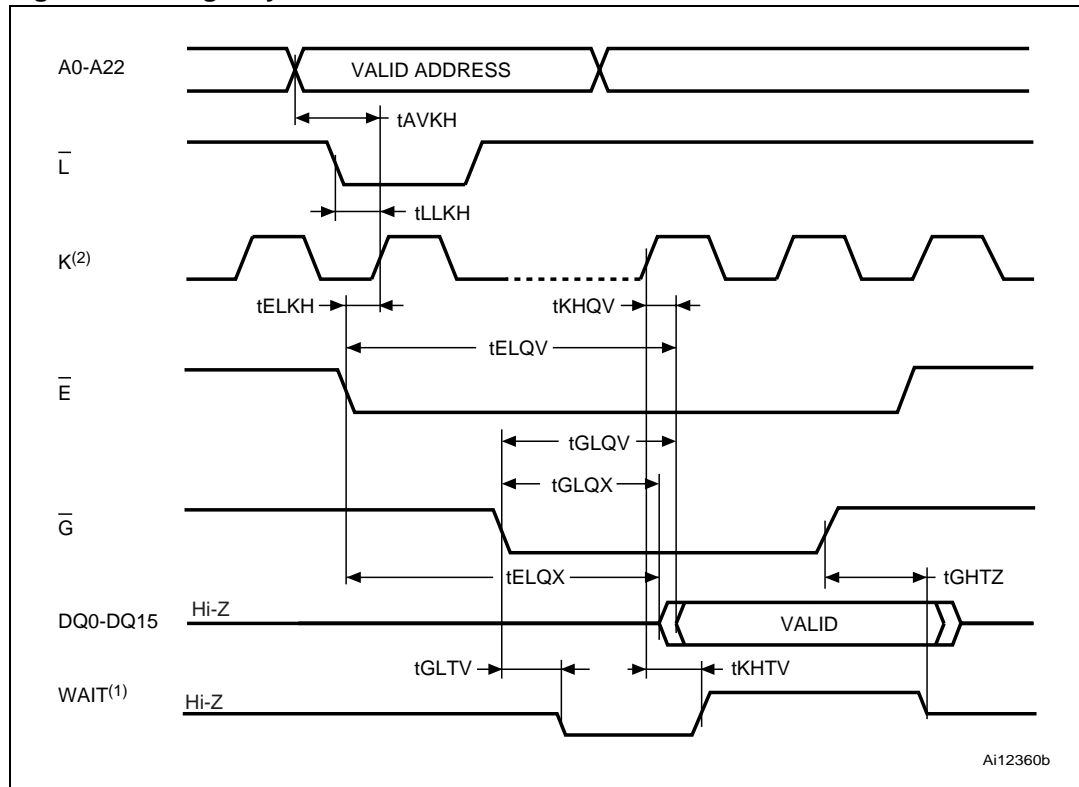 A0-A22
VALID ADDRESS
tAVKH
L
tLLKH
K(2)
tELKH
tKHQV
tELQV
E
tGLQV
tGLQX
G
tELQX
tGHTZ
Hi-Z
DQ0-DQ15
VALID
tGLTV
tKHTV
WAIT(1)
Hi-Z
Ai12360b